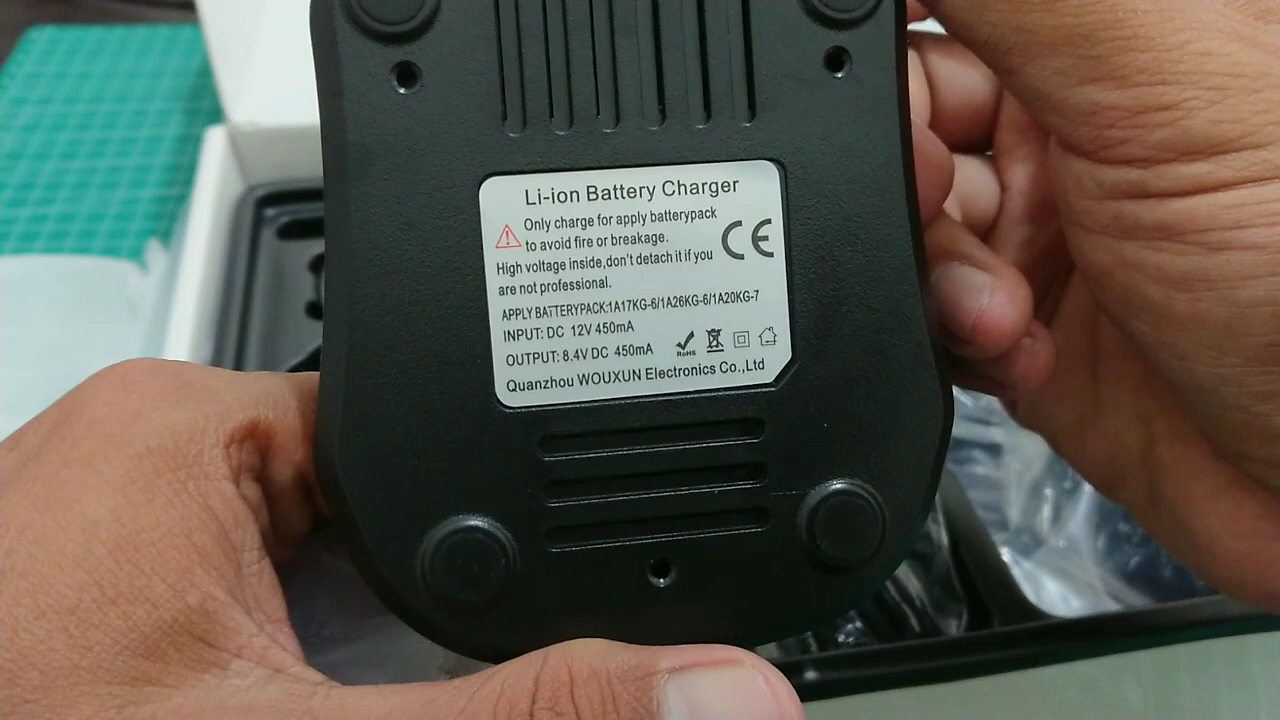 Li-ion Battery Charger
Only charge for apply batterypack
to avoid fire or breakage.
CE
High voltage inside,don't detach it if you
are not professional.
APPLY BATTERYPACK:1A17KG-6/1A26KG-6/1A20KG-7
INPUT: DC 12V 450mA
OUTPUT: 8.4V DC 450mA
RoHS
Quanzhou WOUXUN Electronics Co.,Ltd